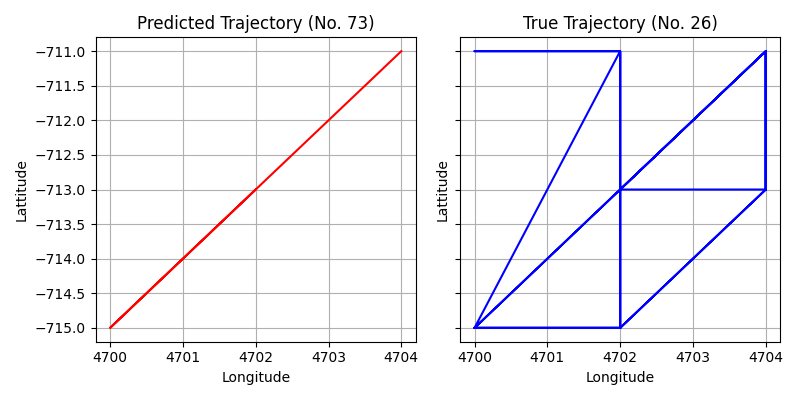 Predicted Trajectory (No. 73)
True Trajectory (No. 26)
Lattitude
−711.0
−711.5
−712.0
−712.5
−713.0
−713.5
−714.0
−714.5
−715.0
4700 4701 4702 4703 4704
Longitude
Lattitude
4700 4701 4702 4703 4704
Longitude